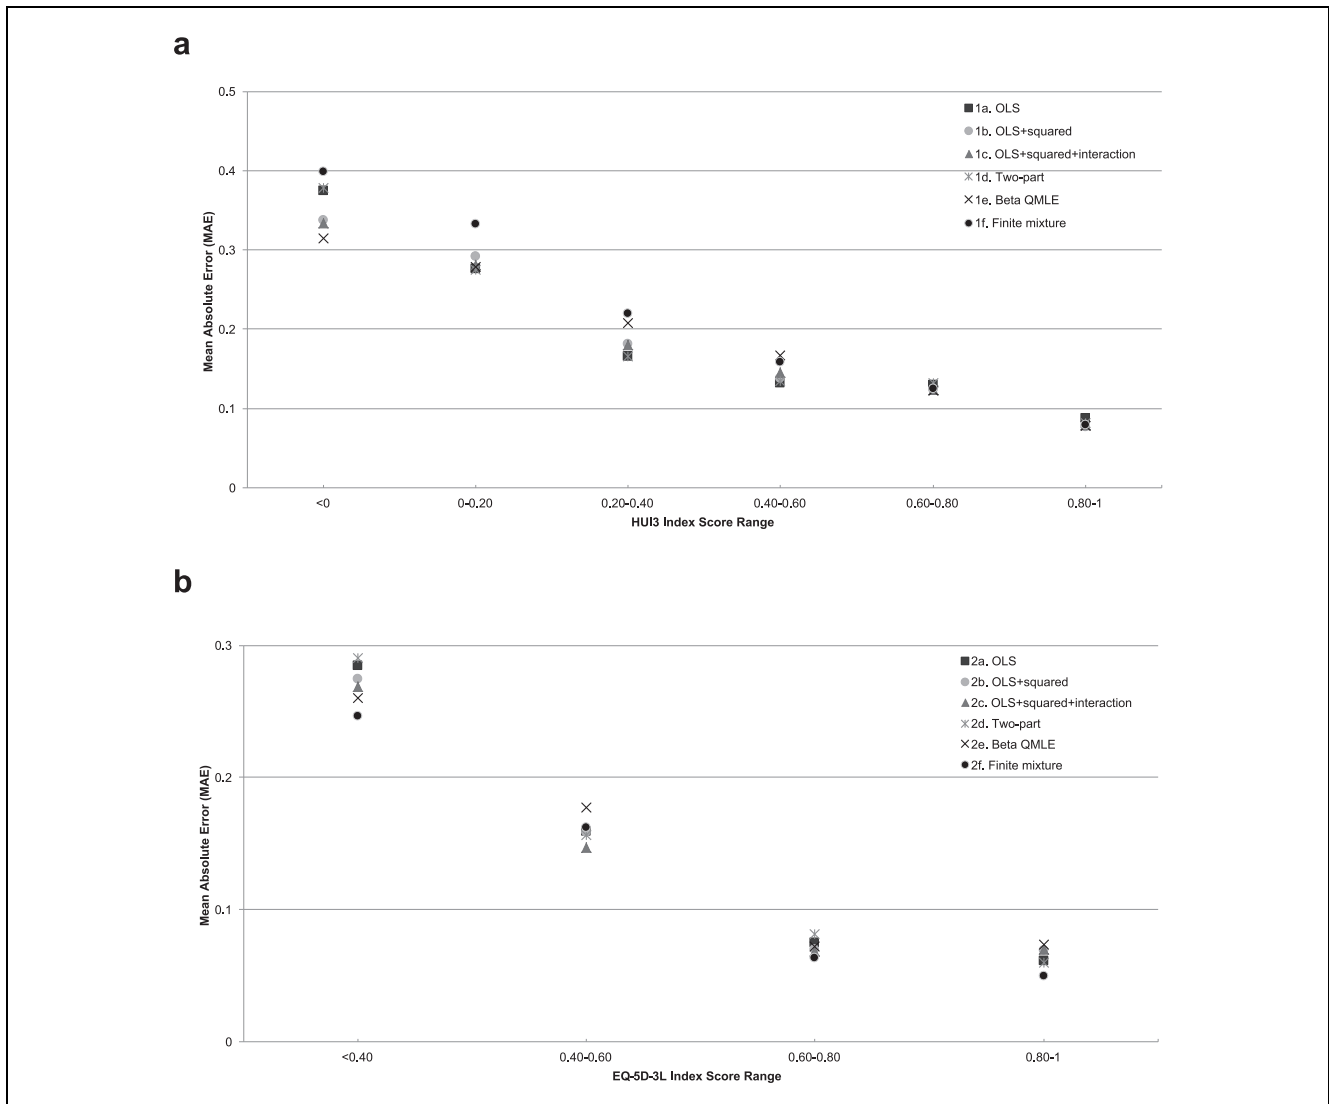 a
0.5
0.4
0.3
0.2
0.1
0
Mean Absolute Error (MAE)
1a. OLS
1b. OLS+squared
1c. OLS+squared+interaction
1d. Two-part
1e. Beta QMLE
1f. Finite mixture
<0 0-0.20 0.20-0.40 0.40-0.60 0.60-0.80 0.80-1
HUI3 Index Score Range
b
0.3
0.2
0.1
0
Mean Absolute Error (MAE)
2a. OLS
2b. OLS+squared
2c. OLS+squared+interaction
2d. Two-part
2e. Beta QMLE
2f. Finite mixture
<0.40 0.40-0.60 0.60-0.80 0.80-1
EQ-5D-3L Index Score Range